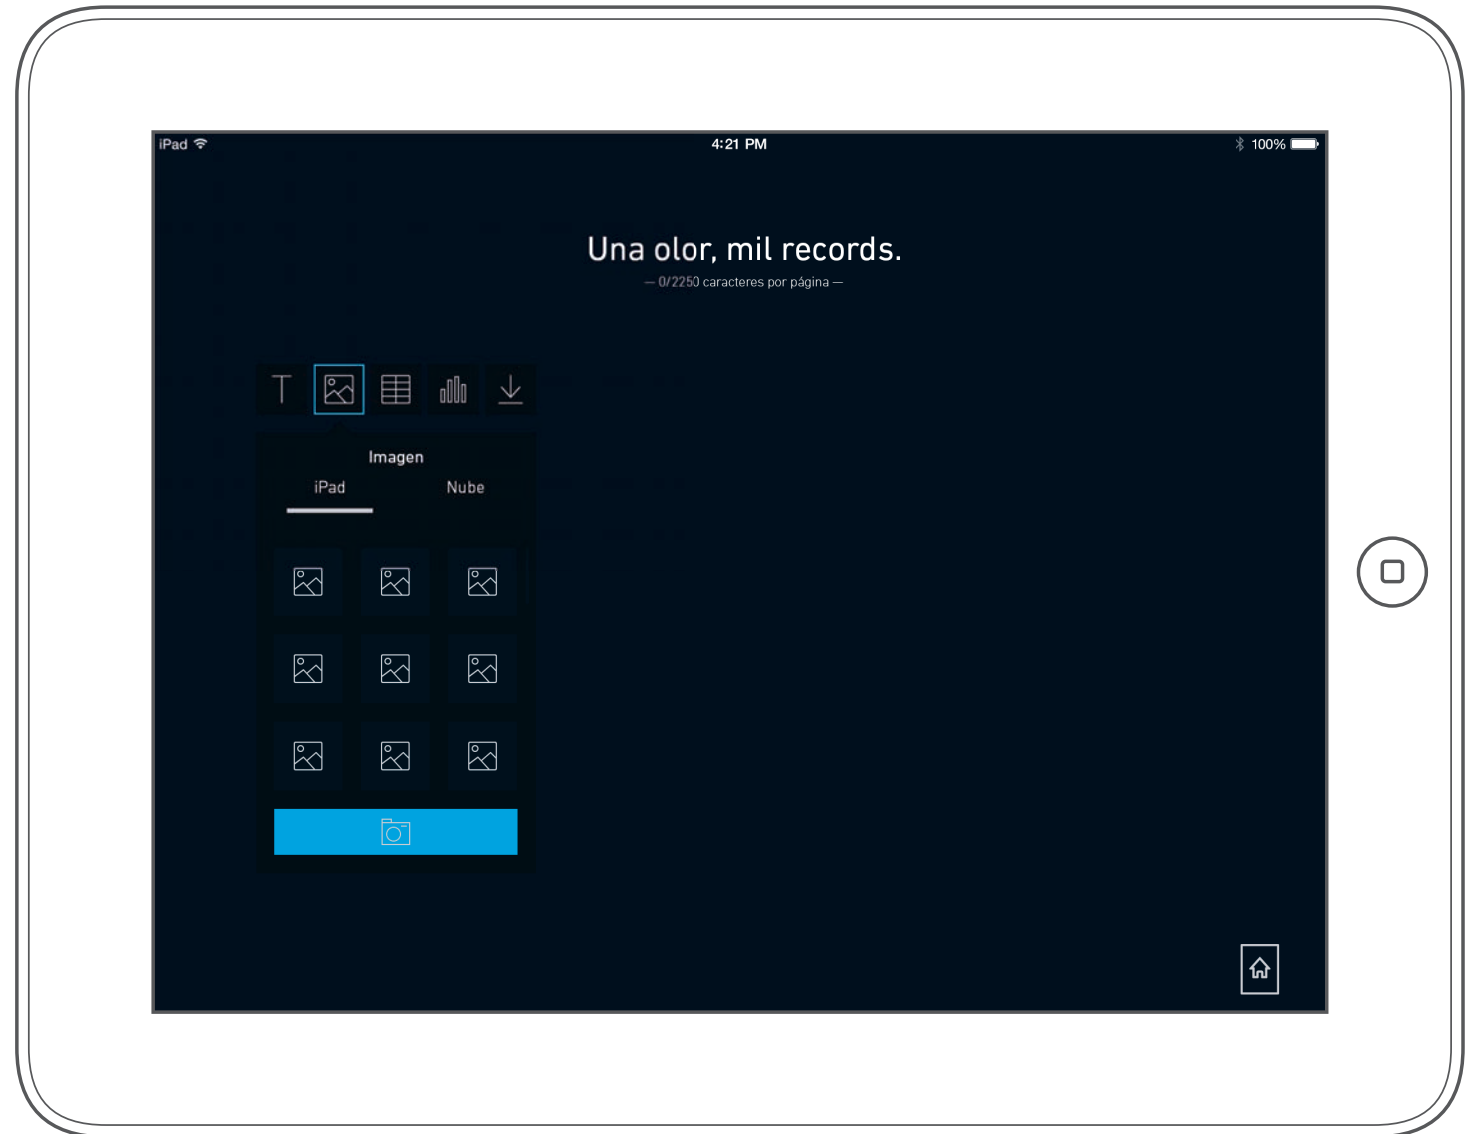 iPad 4:21 PM 100%
Una olor, mil records.
— 0/2250 caracteres por página —
T
Imagen
iPad Nube